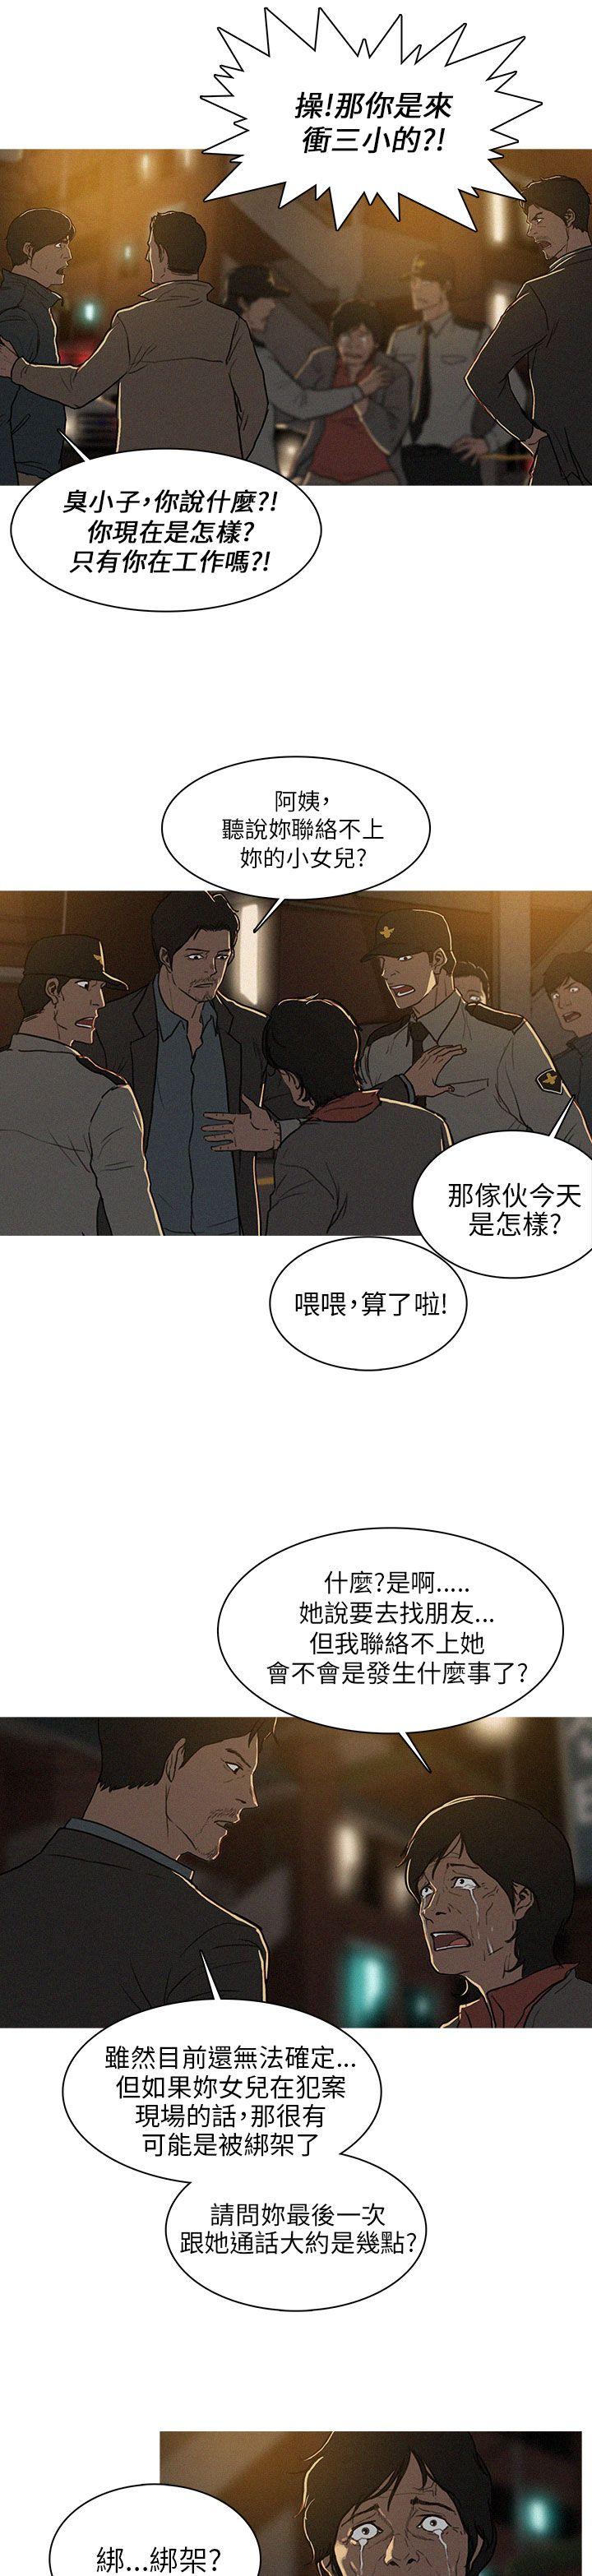 操!那你是來
衝三小的?!
臭小子,你說什麼?!
你現在是怎樣?
只有你在工作嗎?!
阿姨,
聽說妳聯絡不上
妳的小女兒?
那傢伙今天
是怎樣?
喂喂,算了啦!
什麼?是啊.....
她說要去找朋友...
但我聯絡不上她
會不會是發生什麼事了?
雖然目前還無法確定...
但如果妳女兒在犯案
現場的話,那很有
可能是被綁架了
請問妳最後一次
跟她通話大約是幾點?
綁...綁架?